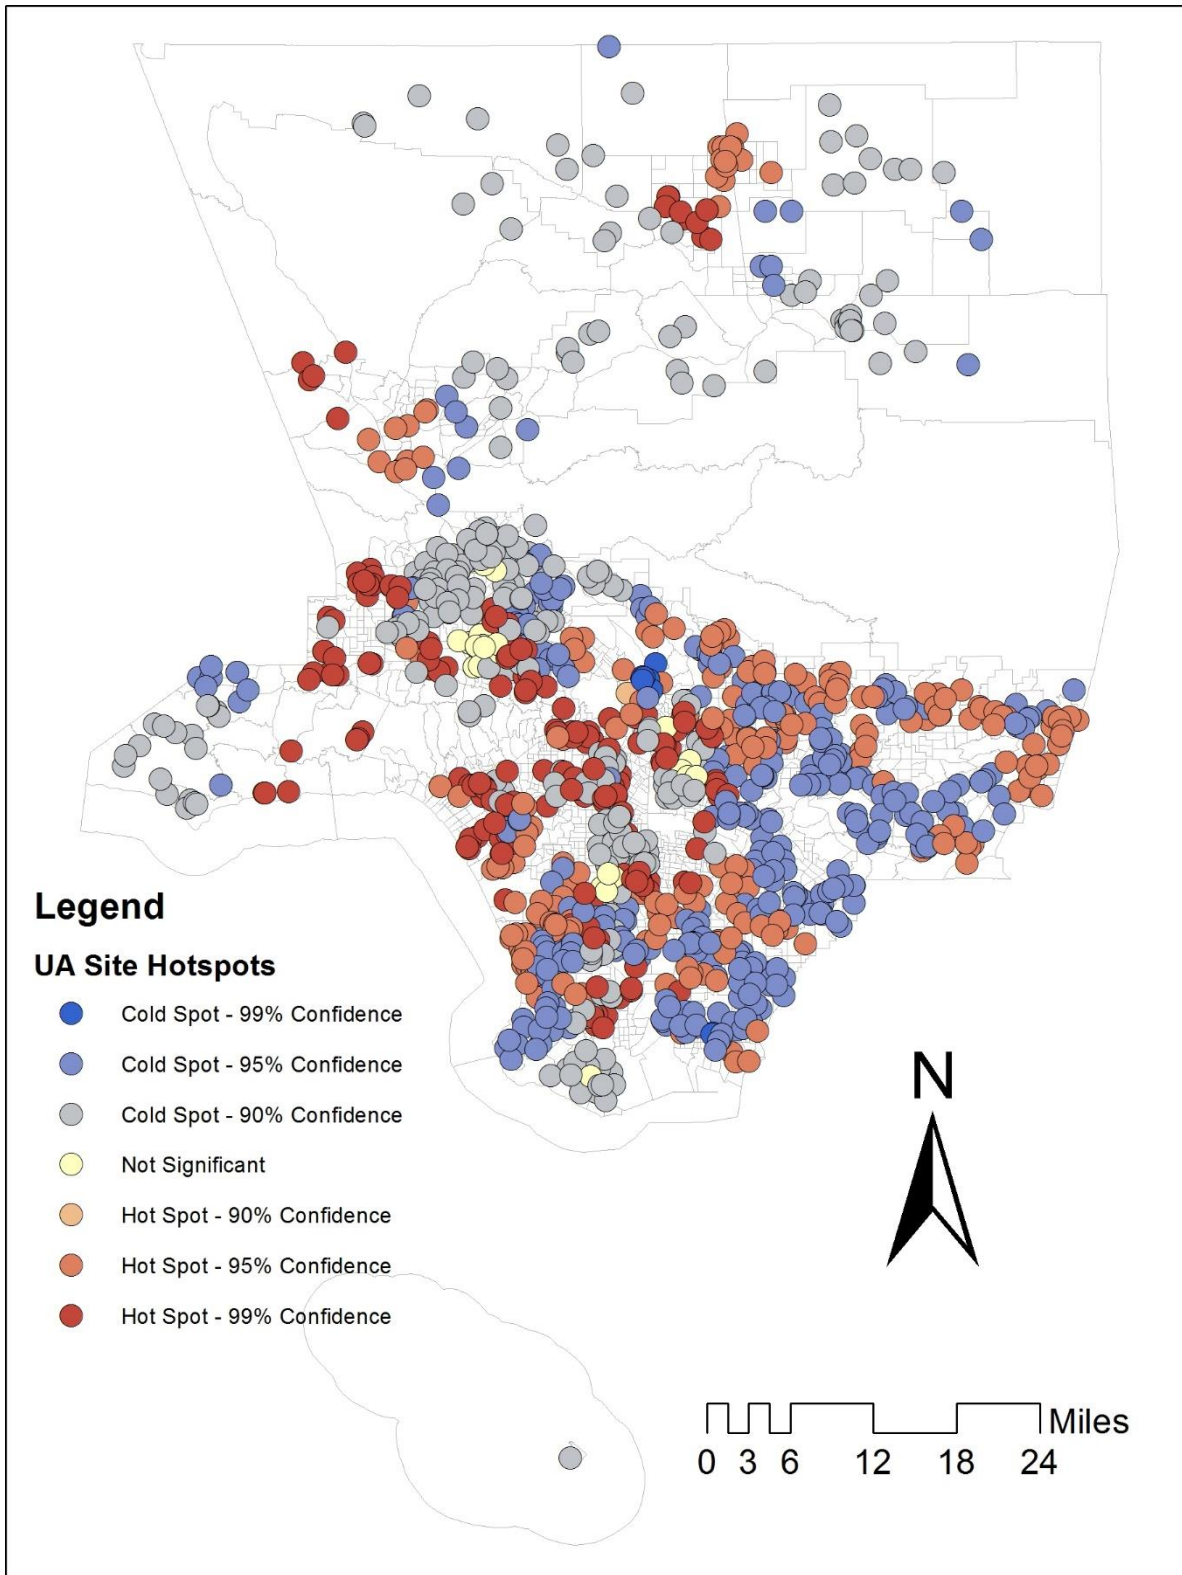 Legend
UA Site Hotspots
Cold Spot - 99% Confidence
Cold Spot - 95% Confidence
Cold Spot - 90% Confidence
Not Significant
Hot Spot - 90% Confidence
Hot Spot - 95% Confidence
Hot Spot - 99% Confidence
N
Miles
0 3 6 12 18 24